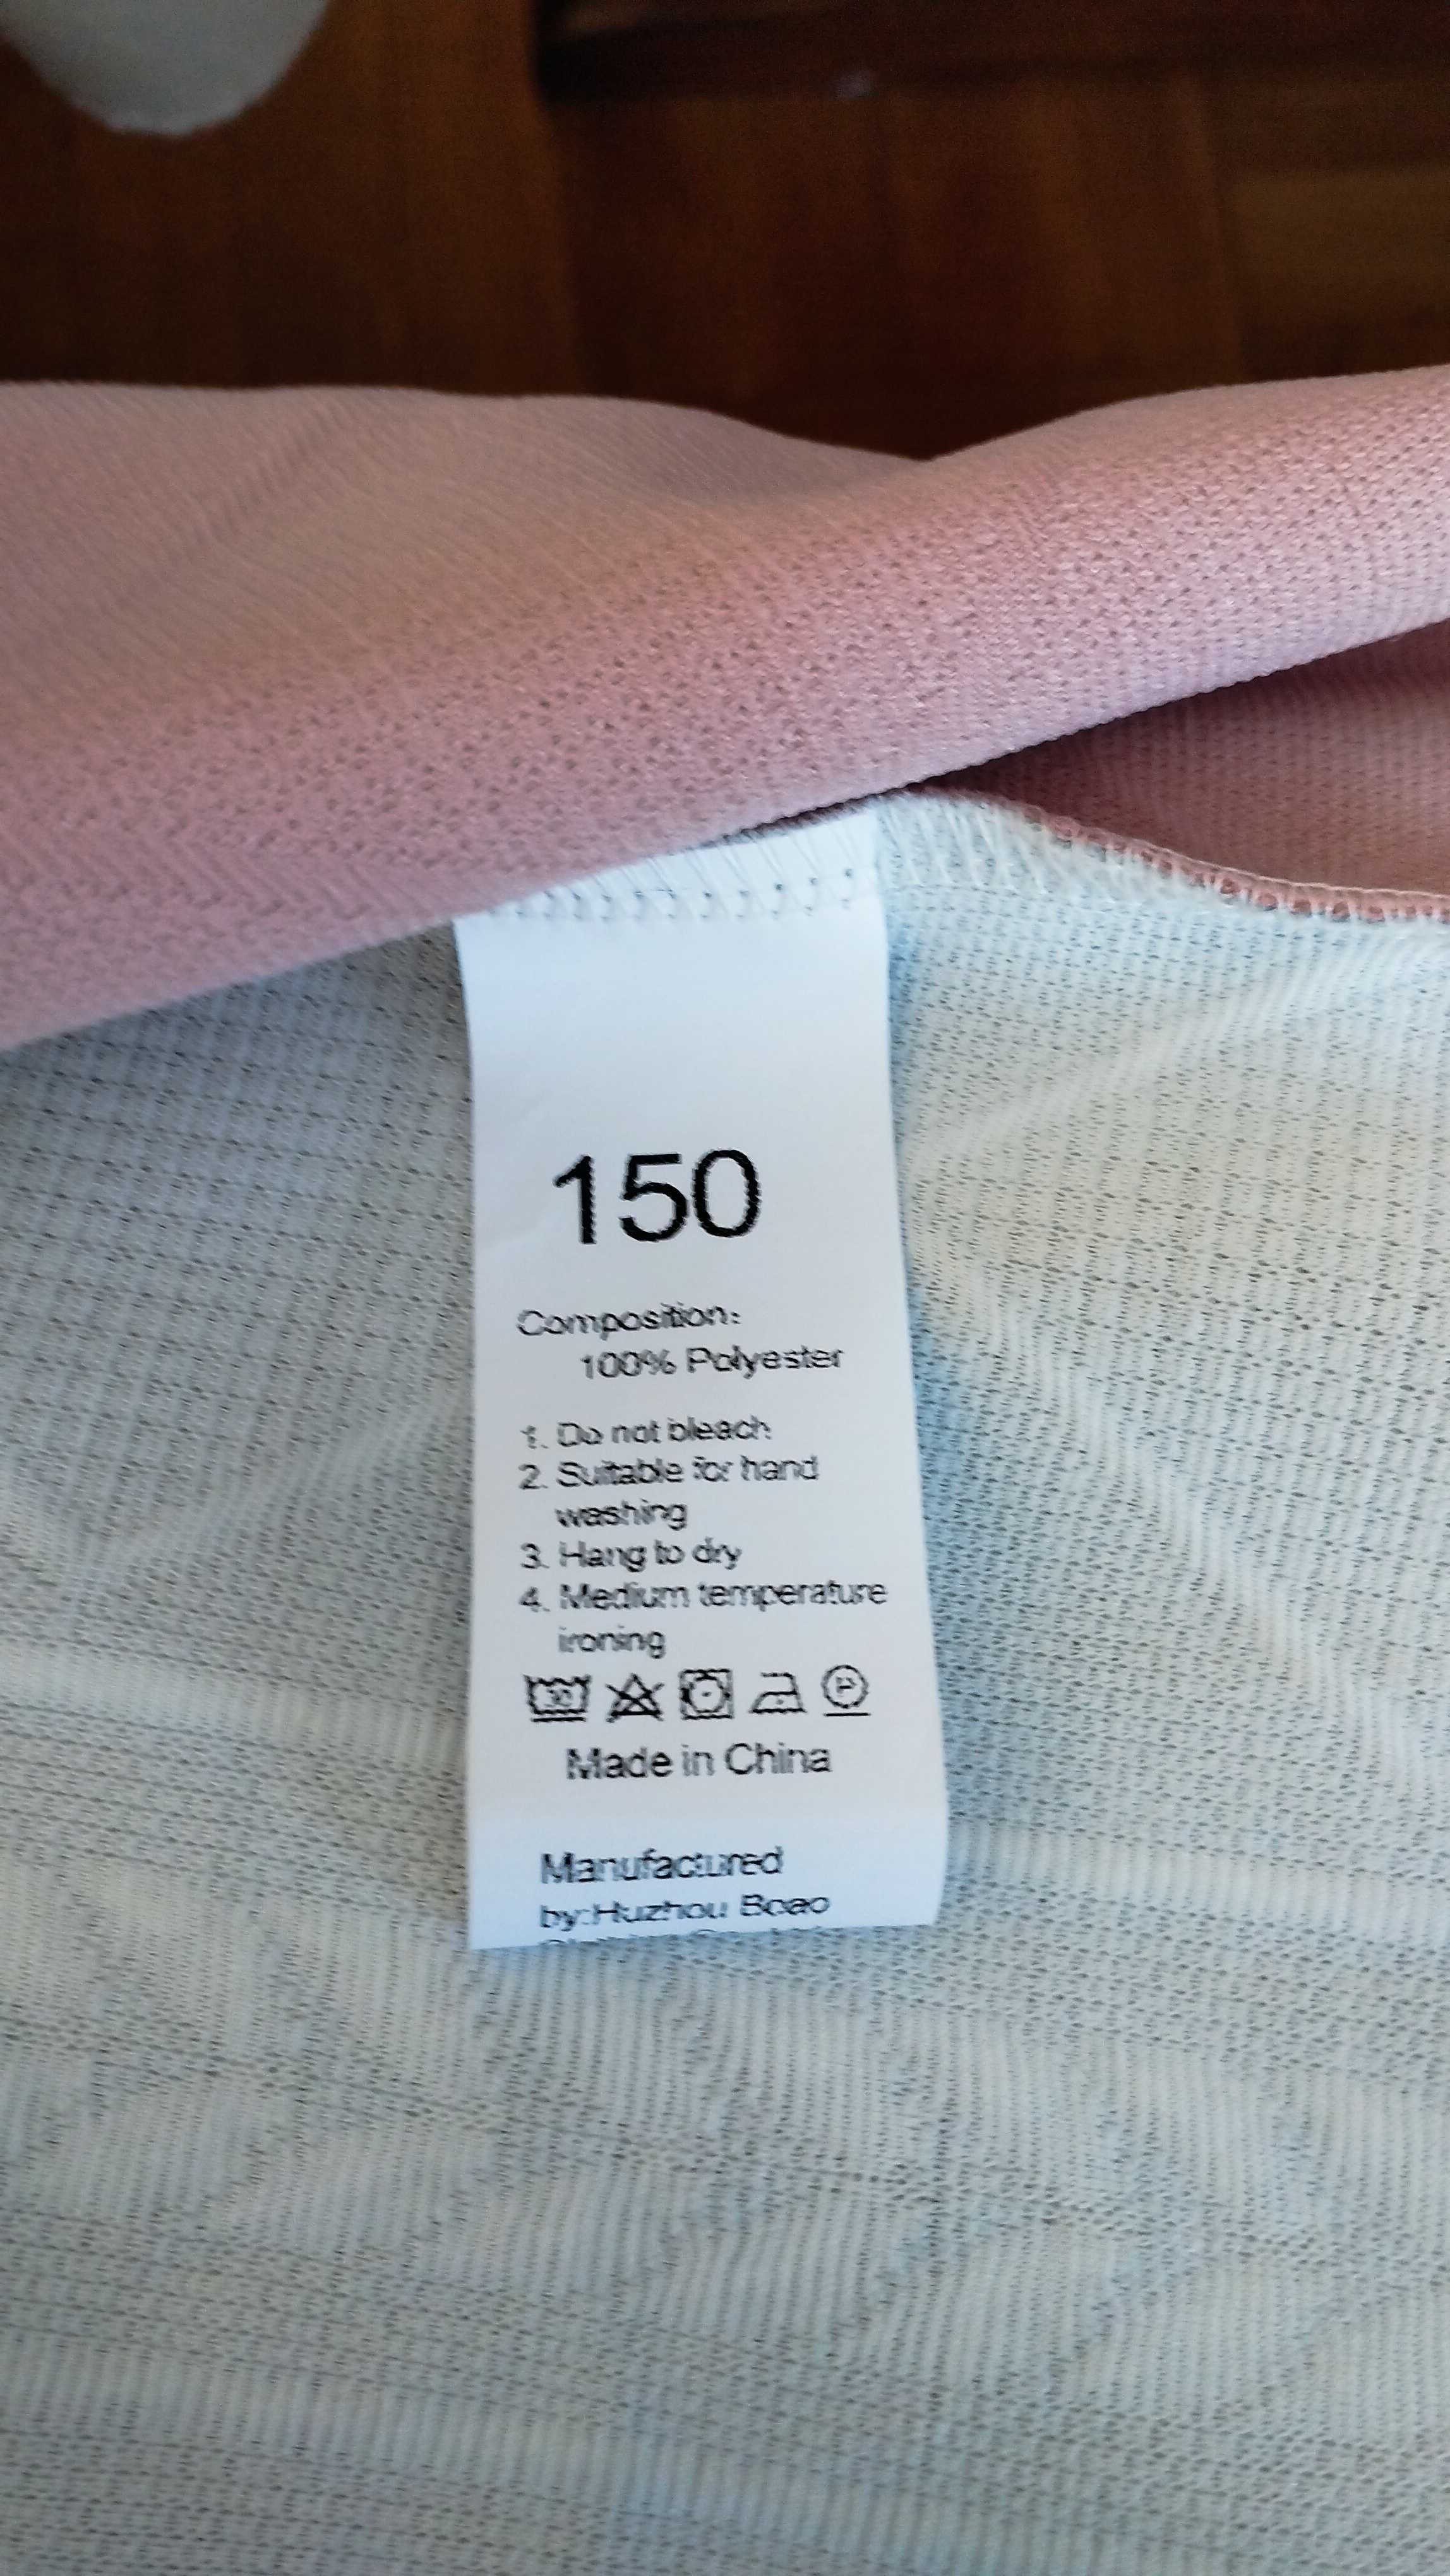 150
Composition:
100% Polyester
1. Do not bleach
2. Suitable for hand
washing
3. Hang to dry
4. Medium temperature
ironing
30 P
Made in China
Manufactured
by:Huzhou Boao